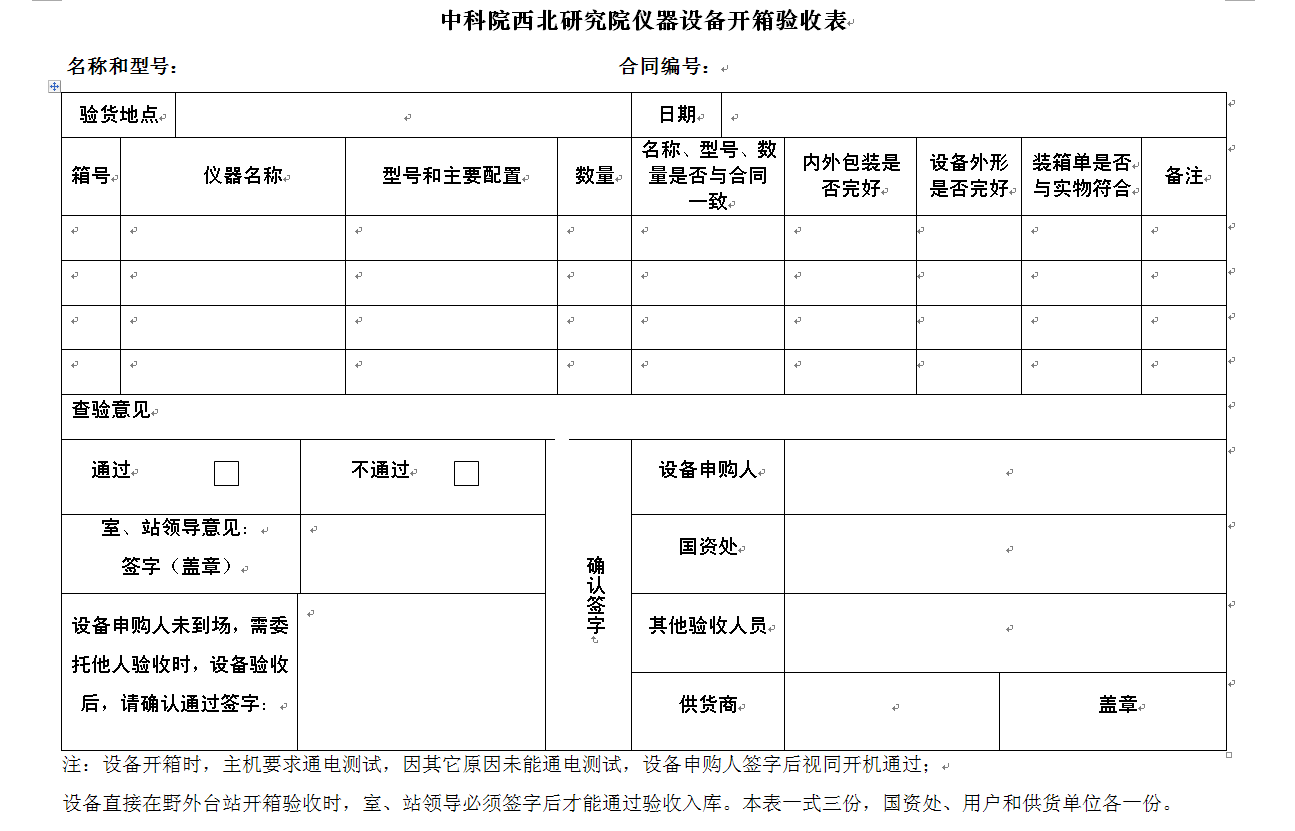 中科院西北研究院仪器设备开箱验收表
名称和型号： 合同编号：
验货地点 日期
箱号 仪器名称 型号和主要配置 数量 名称、型号、数量是否与合同一致 内外包装是否完好 设备外形是否完好 装箱单是否与实物符合 备注
查验意见
通过 不通过 设备申购人
室、站领导意见：
签字（盖章）
国资处
确认签字
设备申购人未到场，需委
托他人验收时，设备验收
后，请确认通过签字：
其他验收人员
供货商 盖章
注：设备开箱时，主机要求通电测试，因其它原因未能通电测试，设备申购人签字后视同开机通过；
设备直接在野外台站开箱验收时，室、站领导必须签字后才能通过验收入库。本表一式三份，国资处、用户和供货单位各一份。